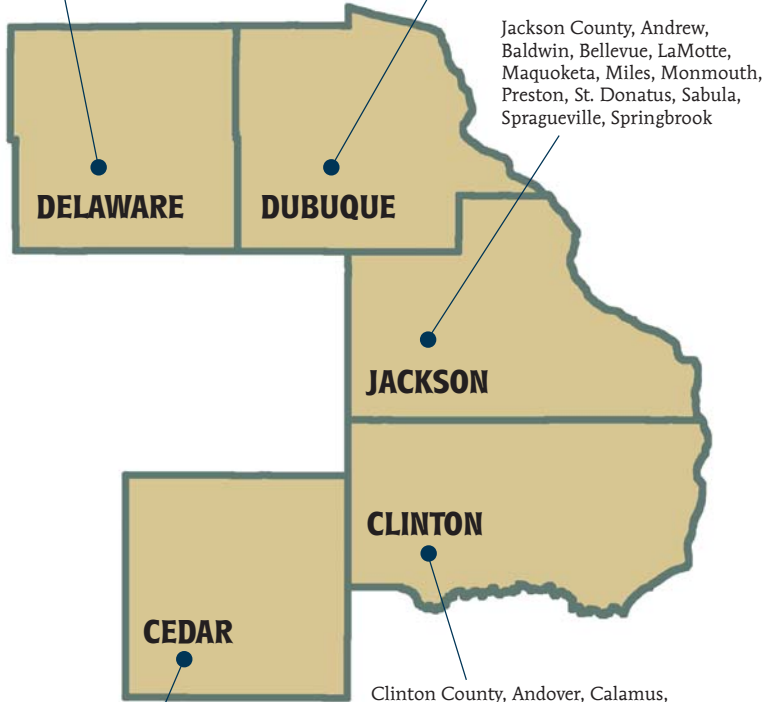 Jackson County, Andrew,
Baldwin, Bellevue, LaMotte,
Maquoketa, Miles, Monmouth,
Preston, St. Donatus, Sabula,
Spragueville, Springbrook
DELAWARE
DUBUQUE
JACKSON
CLINTON
CEDAR
Clinton County, Andover, Calamus,